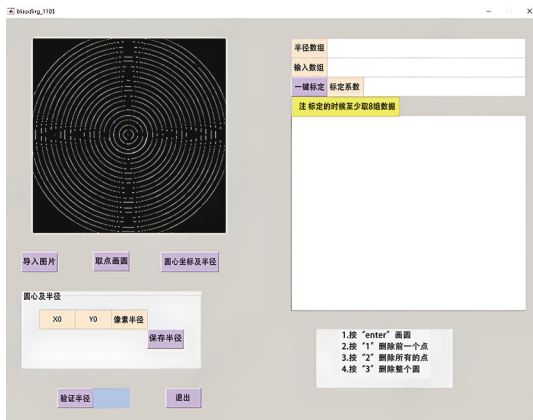 biaoding_1103
半径数组
输入数组
一键标定 标定系数
注 标定的时候至少取8组数据
导入图片 取点画圆 圆心坐标及半径
圆心及半径
X0 Y0 像素半径
保存半径
验证半径 退出
1.按“enter”画圆
2.按“1”删除前一个点
3.按“2”删除所有的点
4.按“3”删除整个圆